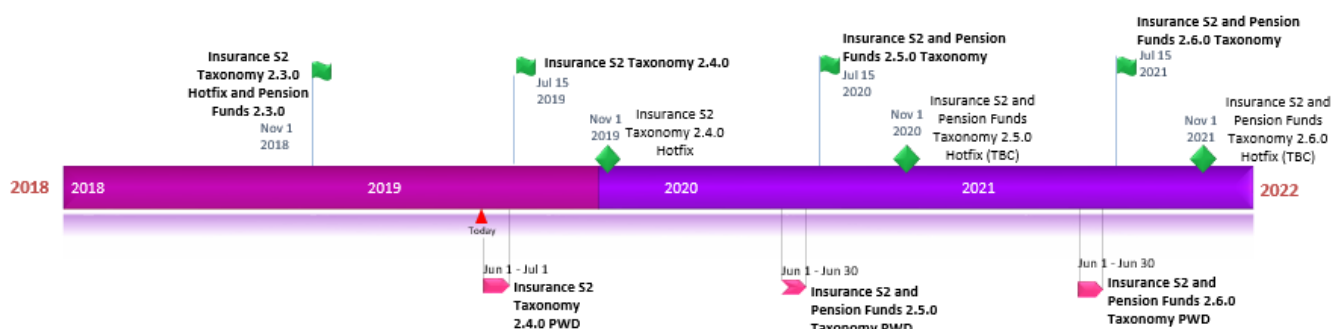 Insurance S2
Taxonomy 2.3.0
Hotfix and Pension
Funds 2.3.0
Nov 1
2018
Insurance S2 Taxonomy 2.4.0
Jul 15
2019
Nov 1
2019
Insurance S2
Taxonomy 2.4.0
Hotfix
Insurance S2 and Pension
Funds 2.5.0 Taxonomy
Jul 15
2020
Nov 1
2020
Insurance S2 and
Pension Funds
Taxonomy 2.5.0
Hotfix (TBC)
Insurance S2 and Pension
Funds 2.6.0 Taxonomy
Jul 15
2021
Nov 1
2021
Insurance S2 and
Pension Funds
Taxonomy 2.6.0
Hotfix (TBC)
2018
2018
2019
2020
2021
2022
Today
Jun 1 - Jul 1
Insurance S2
Taxonomy
2.4.0 PWD
Jun 1 - Jun 30
Insurance S2 and
Pension Funds 2.5.0
Taxonomy PWD
Jun 1 - Jun 30
Insurance S2 and
Pension Funds 2.6.0
Taxonomy PWD